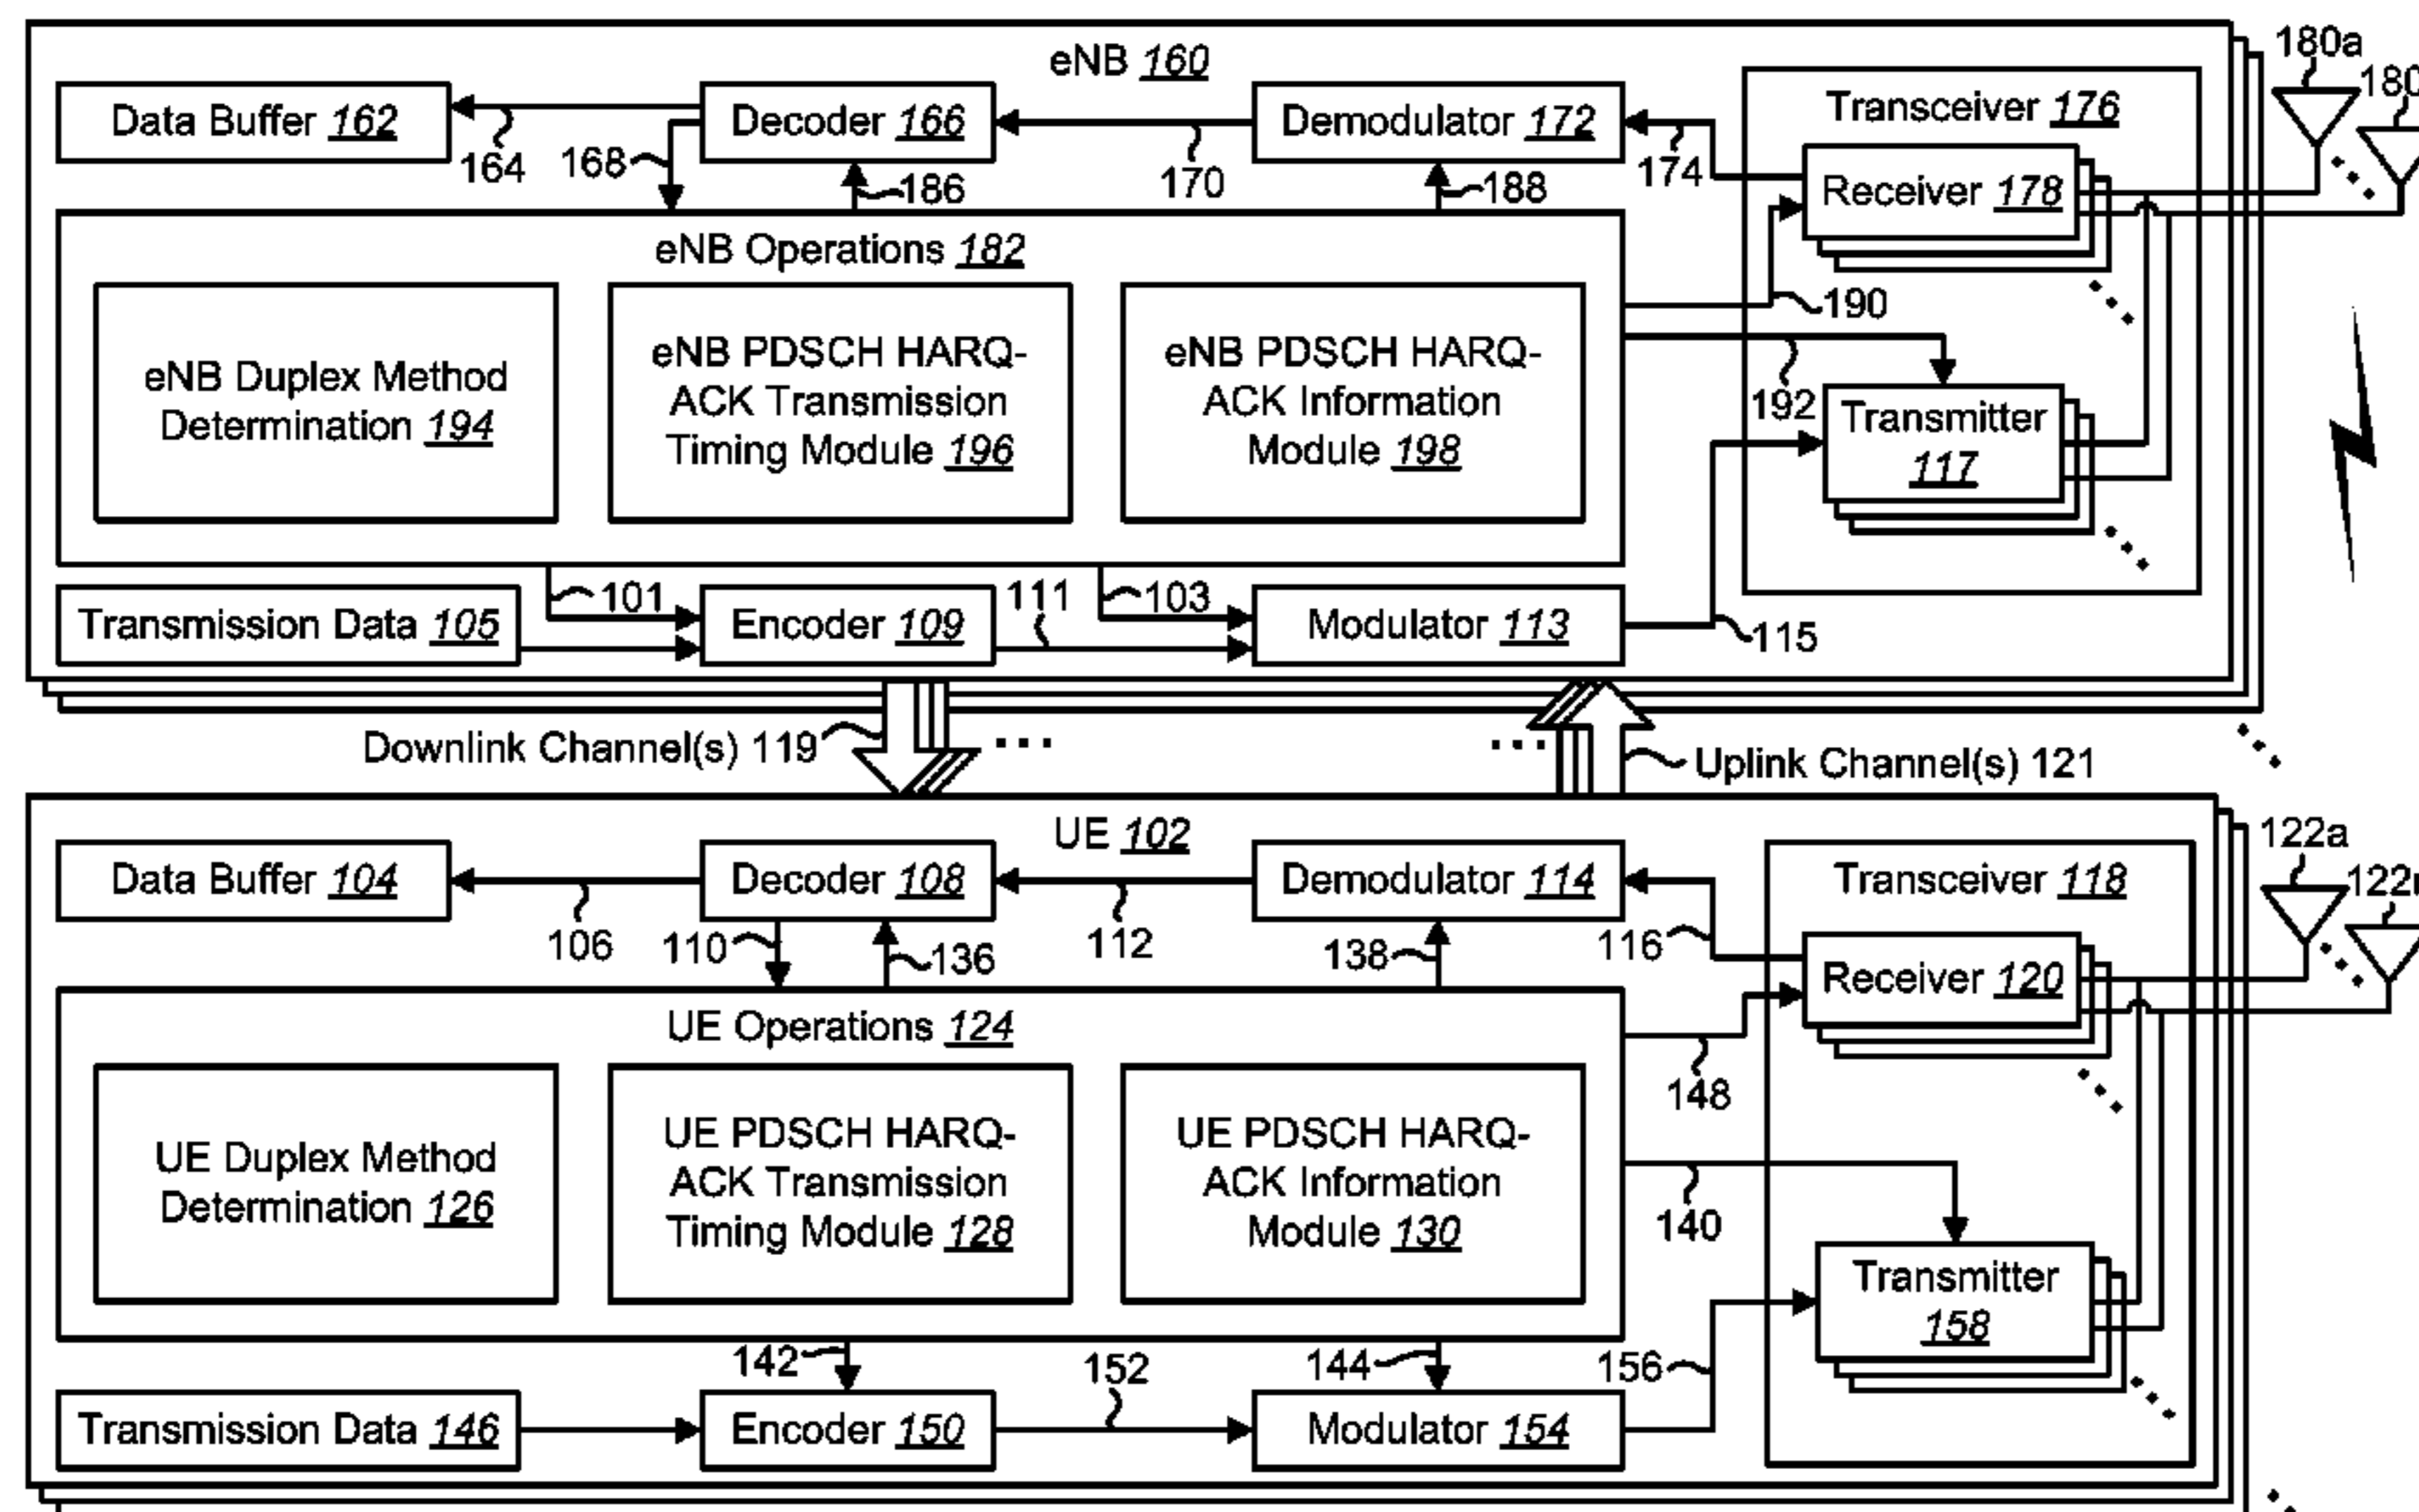 eNB 160
180a
180
Data Buffer 162
Decoder 166
Demodulator 172
Transceiver 176
164
168
186
170
188
174
Receiver 178
eNB Operations 182
190
eNB Duplex Method
Determination 194
eNB PDSCH HARQ-
ACK Transmission
Timing Module 196
eNB PDSCH HARQ-
ACK Information
Module 198
192
Transmitter
117
101
111
103
Transmission Data 105
Encoder 109
Modulator 113
115
Downlink Channel(s) 119
Uplink Channel(s) 121
UE 102
122a
122n
Data Buffer 104
Decoder 108
Demodulator 114
Transceiver 118
106
110
136
112
138
116
Receiver 120
UE Operations 124
148
UE Duplex Method
Determination 126
UE PDSCH HARQ-
ACK Transmission
Timing Module 128
UE PDSCH HARQ-
ACK Information
Module 130
140
Transmitter
158
142
152
144
156
Transmission Data 146
Encoder 150
Modulator 154